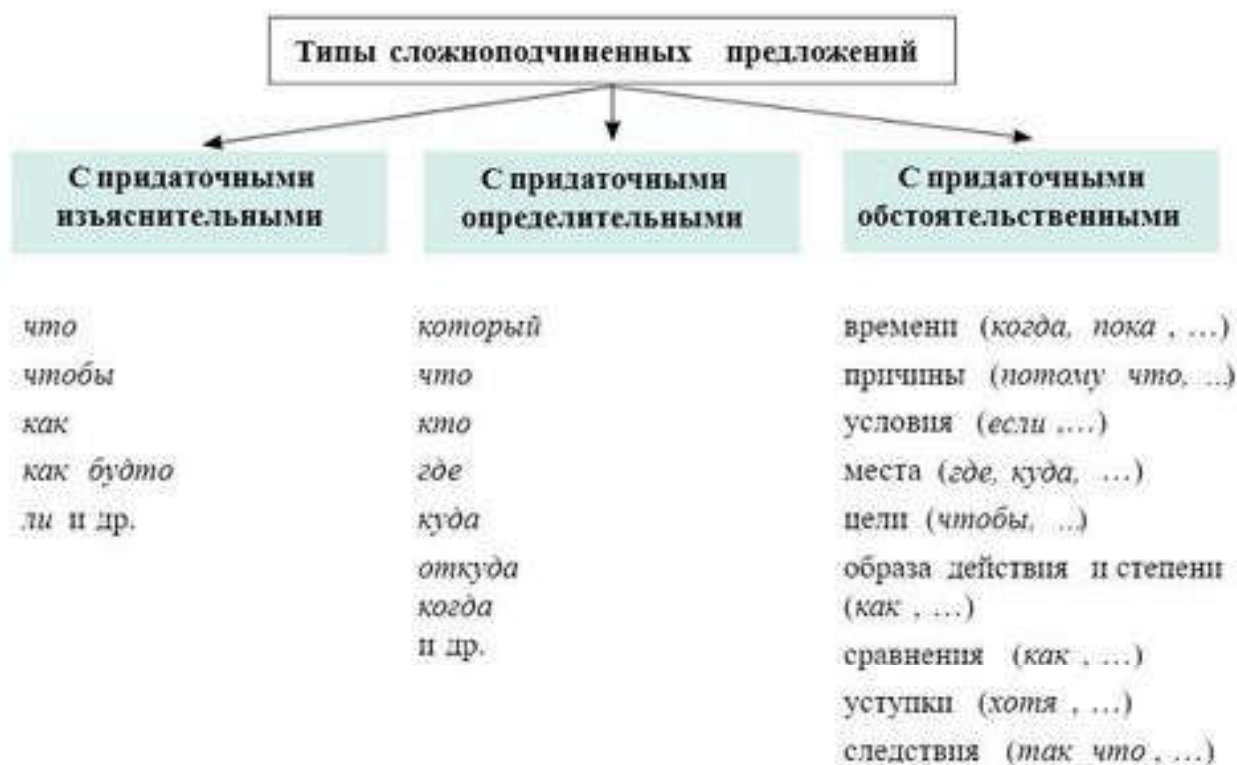 Типы сложноподчиненных предложений
С придаточными
изъяснительными
что
чтобы
как
как будто
ли и др.
С придаточными
определительными
который
что
кто
где
куда
откуда
когда
и др.
С придаточными
обстоятельственными
времени (когда, пока , ...)
причины (потому что, ...)
условия (если ,...)
места (где, куда, ...)
цели (чтобы, ...)
образа действия и степени
(как , ...)
сравнения (как , ...)
уступки (хотя , ...)
следствия (так что , ...)